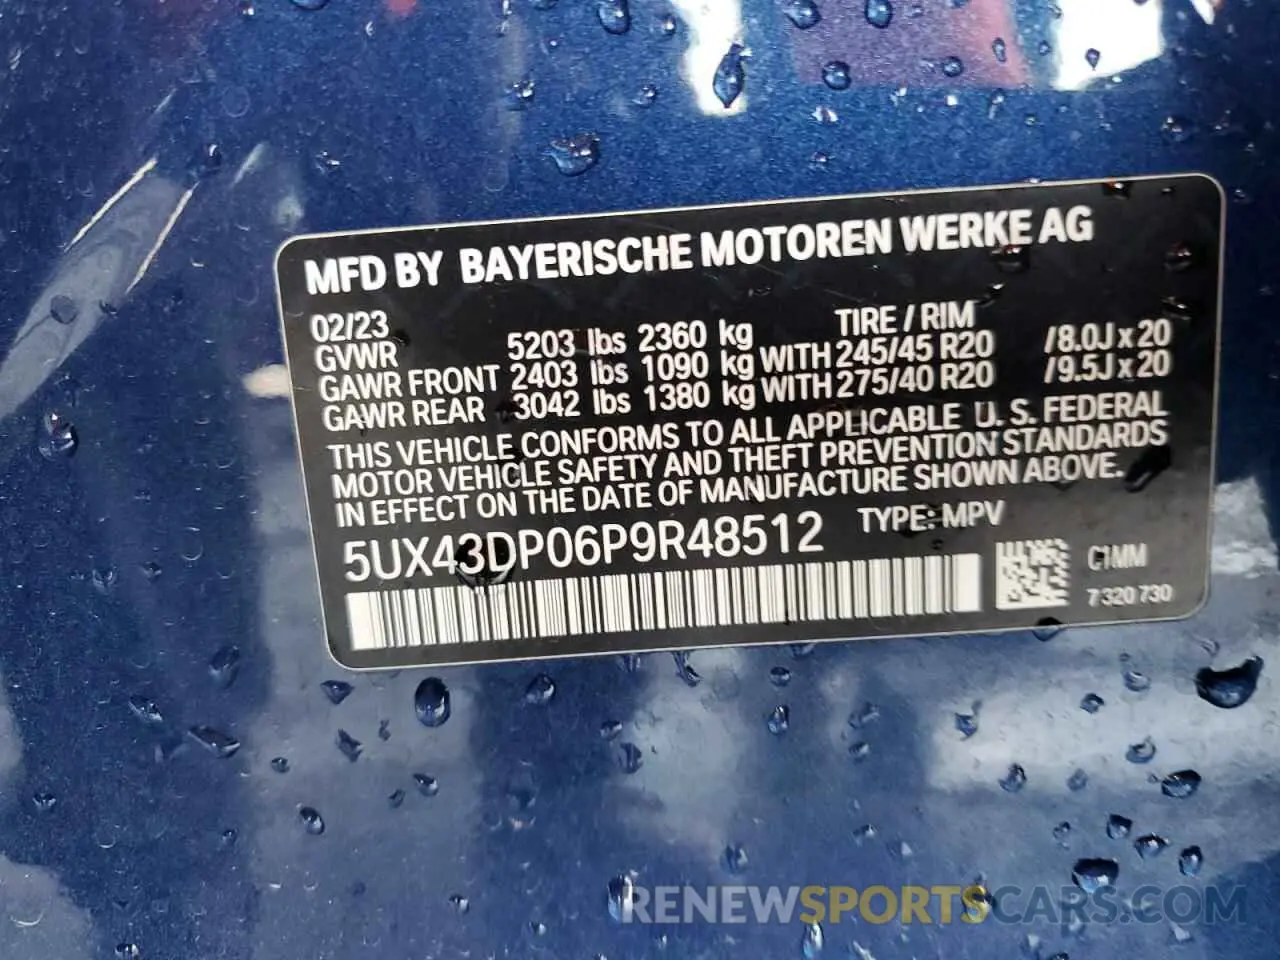 MFD BY BAYERISCHE MOTOREN WERKE AG
02/23 TIRE / RIM
GVWR 5203 lbs 2360 kg
GAWR FRONT 2403 lbs 1090 kg WITH 245/45 R20 /8.0J x 20
GAWR REAR 3042 lbs 1380 kg WITH 275/40 R20 /9.5J x 20
THIS VEHICLE CONFORMS TO ALL APPLICABLE U. S. FEDERAL
MOTOR VEHICLE SAFETY AND THEFT PREVENTION STANDARDS
IN EFFECT ON THE DATE OF MANUFACTURE SHOWN ABOVE.
5UX43DP06P9R48512 TYPE: MPV
C1MM
7 320 730
RENEWSPORTSCARS.COM